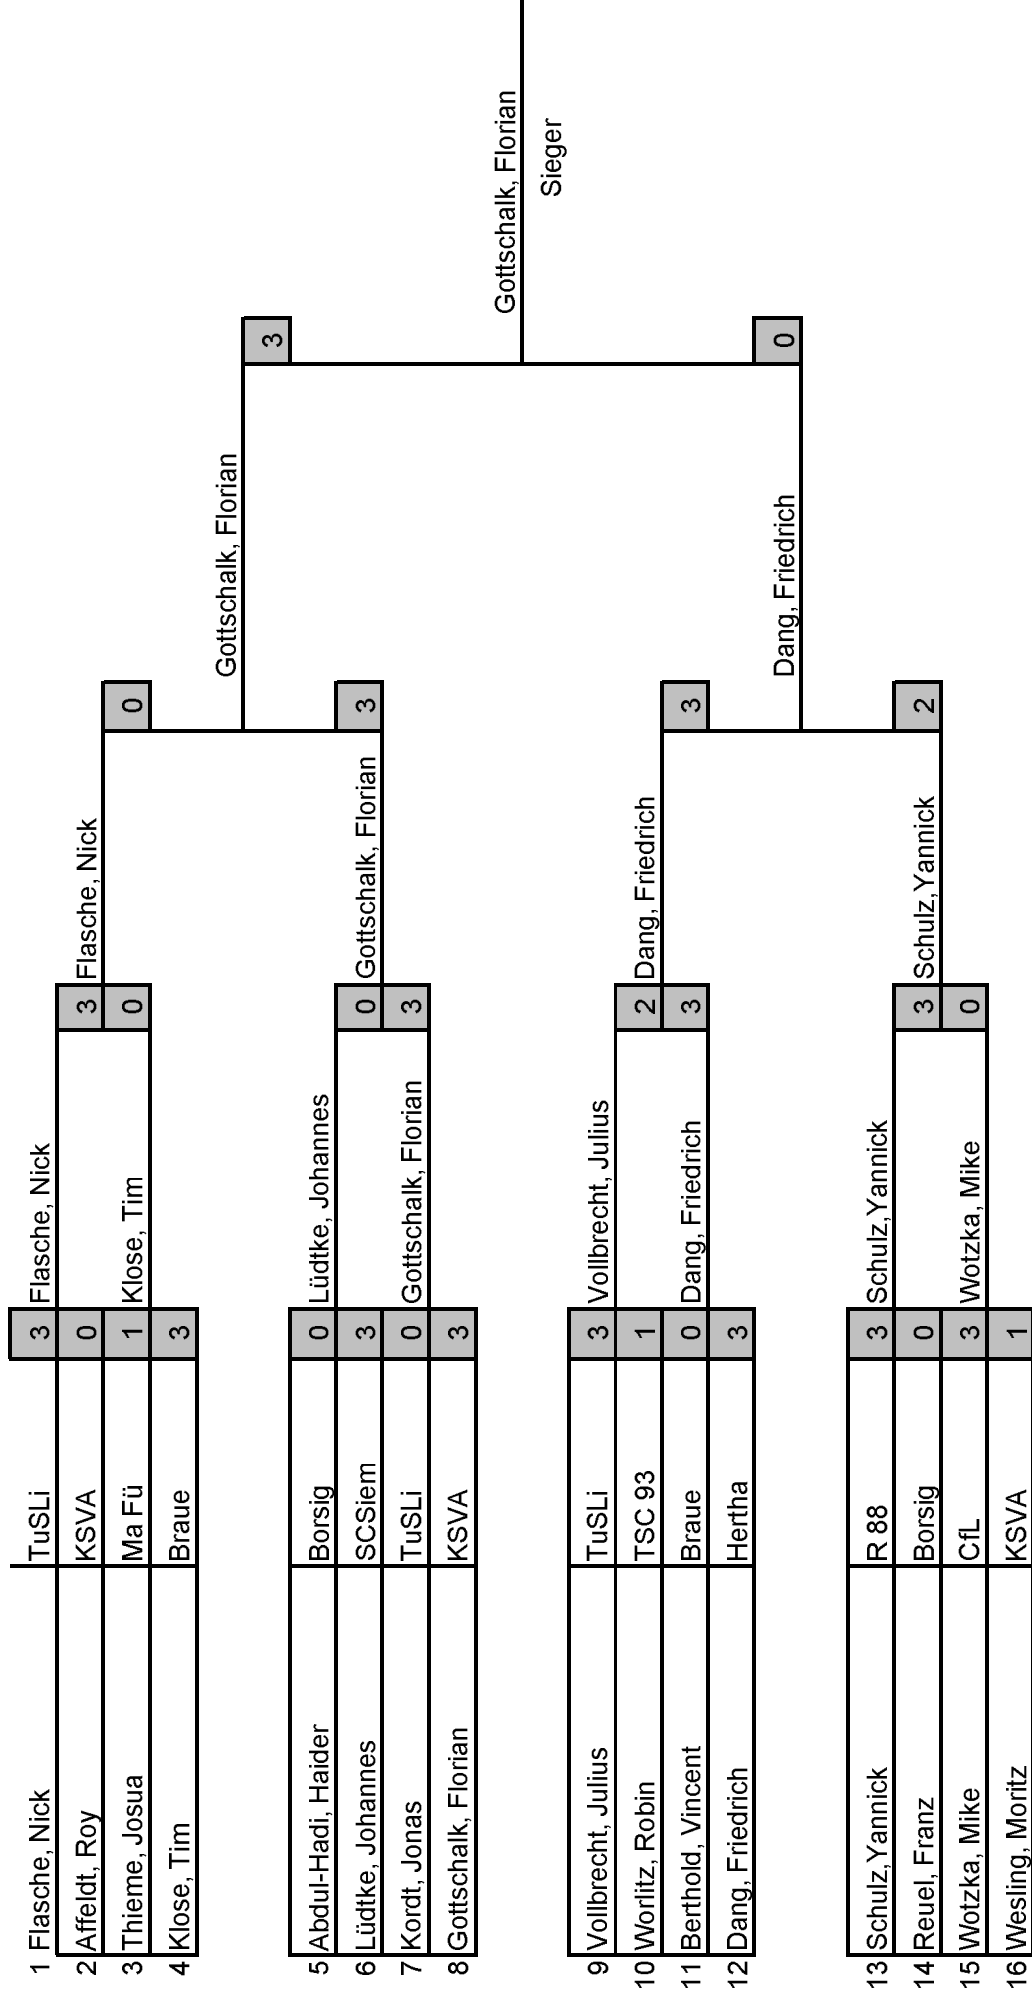 1 Flasche, Nick TuSLi 3 Flasche, Nick
2 Affeldt, Roy KSVA 0 3 Flasche, Nick
3 Thieme, Josua Ma Fü 1 Klose, Tim 0 0
4 Klose, Tim Braue 3
Gottschalk, Florian 3
5 Abdul-Hadi, Haider Borsig 0 Lüdtke, Johannes
6 Lüdtke, Johannes SCSiem 3 0 Gottschalk, Florian 3
7 Kordt, Jonas TuSLi 0 Gottschalk, Florian 3
8 Gottschalk, Florian KSVA 3
Gottschalk, Florian
Sieger
9 Vollbrecht, Julius TuSLi 3 Vollbrecht, Julius
10 Worlitz, Robin TSC 93 1 2 Dang, Friedrich
11 Berthold, Vincent Braue 0 Dang, Friedrich 3 3
12 Dang, Friedrich Hertha 3
Dang, Friedrich 0
13 Schulz,Yannick R 88 3 Schulz,Yannick
14 Reuel, Franz Borsig 0 3 Schulz,Yannick 2
15 Wotzka, Mike CfL 3 Wotzka, Mike 0
16 Wesling, Moritz KSVA 1